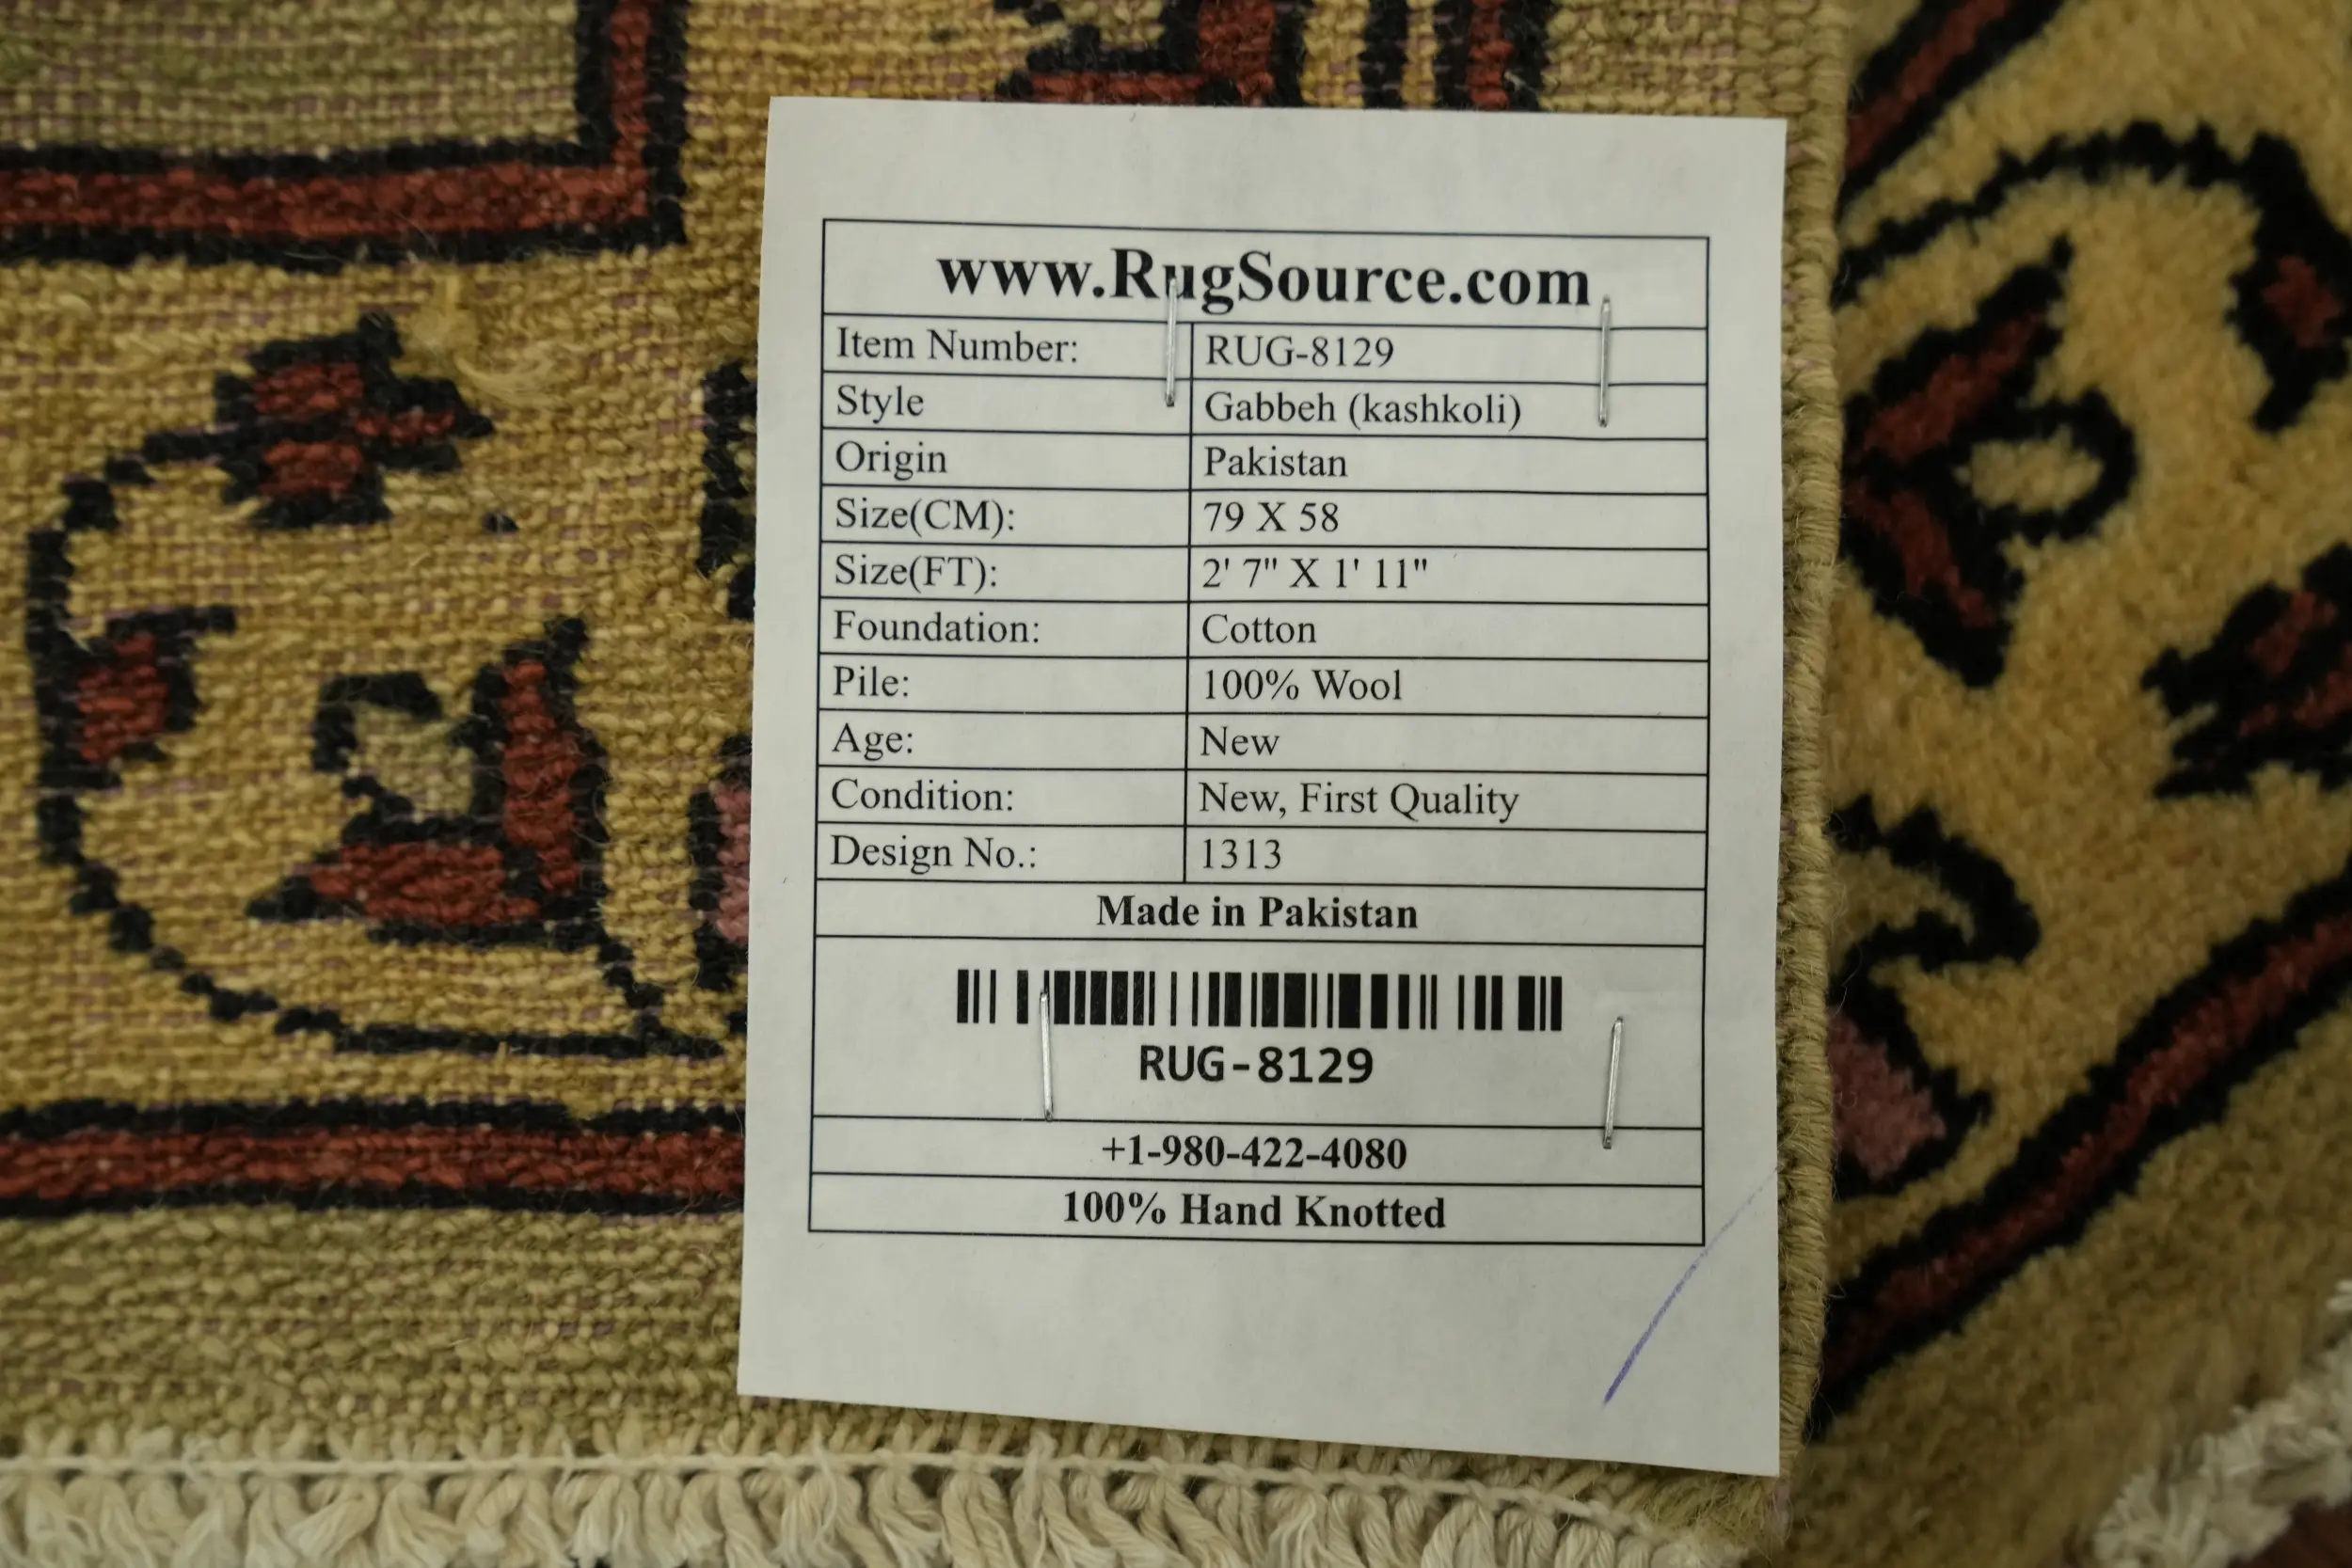 www.RugSource.com
Item Number: RUG-8129
Style Gabbeh (kashkoli)
Origin Pakistan
Size(CM): 79 X 58
Size(FT): 2' 7" X 1' 11"
Foundation: Cotton
Pile: 100% Wool
Age: New
Condition: New, First Quality
Design No.: 1313
Made in Pakistan
RUG-8129
+1-980-422-4080
100% Hand Knotted